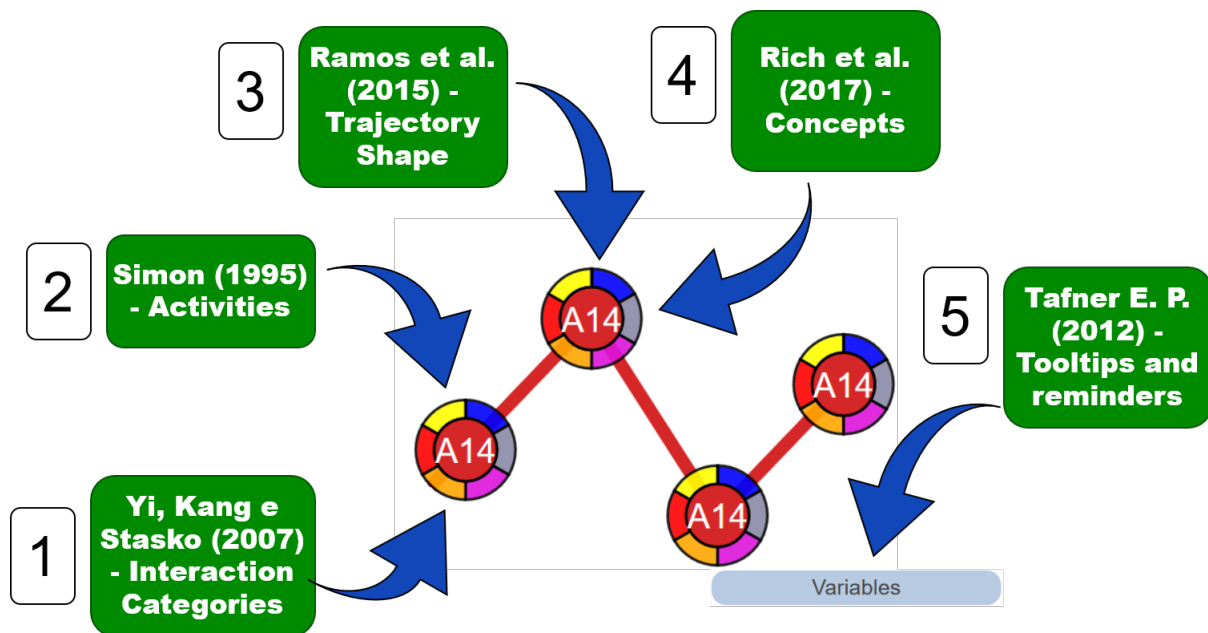 3
Ramos et al.
(2015) -
Trajectory
Shape
4
Rich et al.
(2017) -
Concepts
2
Simon (1995)
- Activities
5
Tafner E. P.
(2012) -
Tooltips and
reminders
A14
A14
A14
A14
1
Yi, Kang e
Stasko (2007)
- Interaction
Categories
Variables